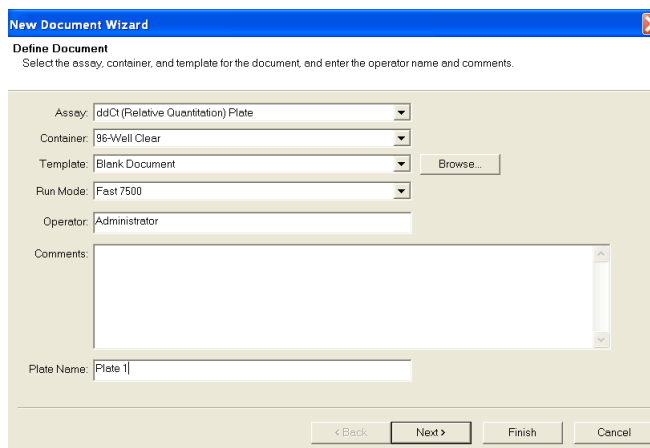 New Document Wizard
Define Document
Select the assay, container, and template for the document, and enter the operator name and comments.
Assay: ddCt (Relative Quantitation) Plate
Container: 96-Well Clear
Template: Blank Document Browse...
Run Mode: Fast 7500
Operator: Administrator
Comments:
Plate Name: Plate 1
< Back Next > Finish Cancel